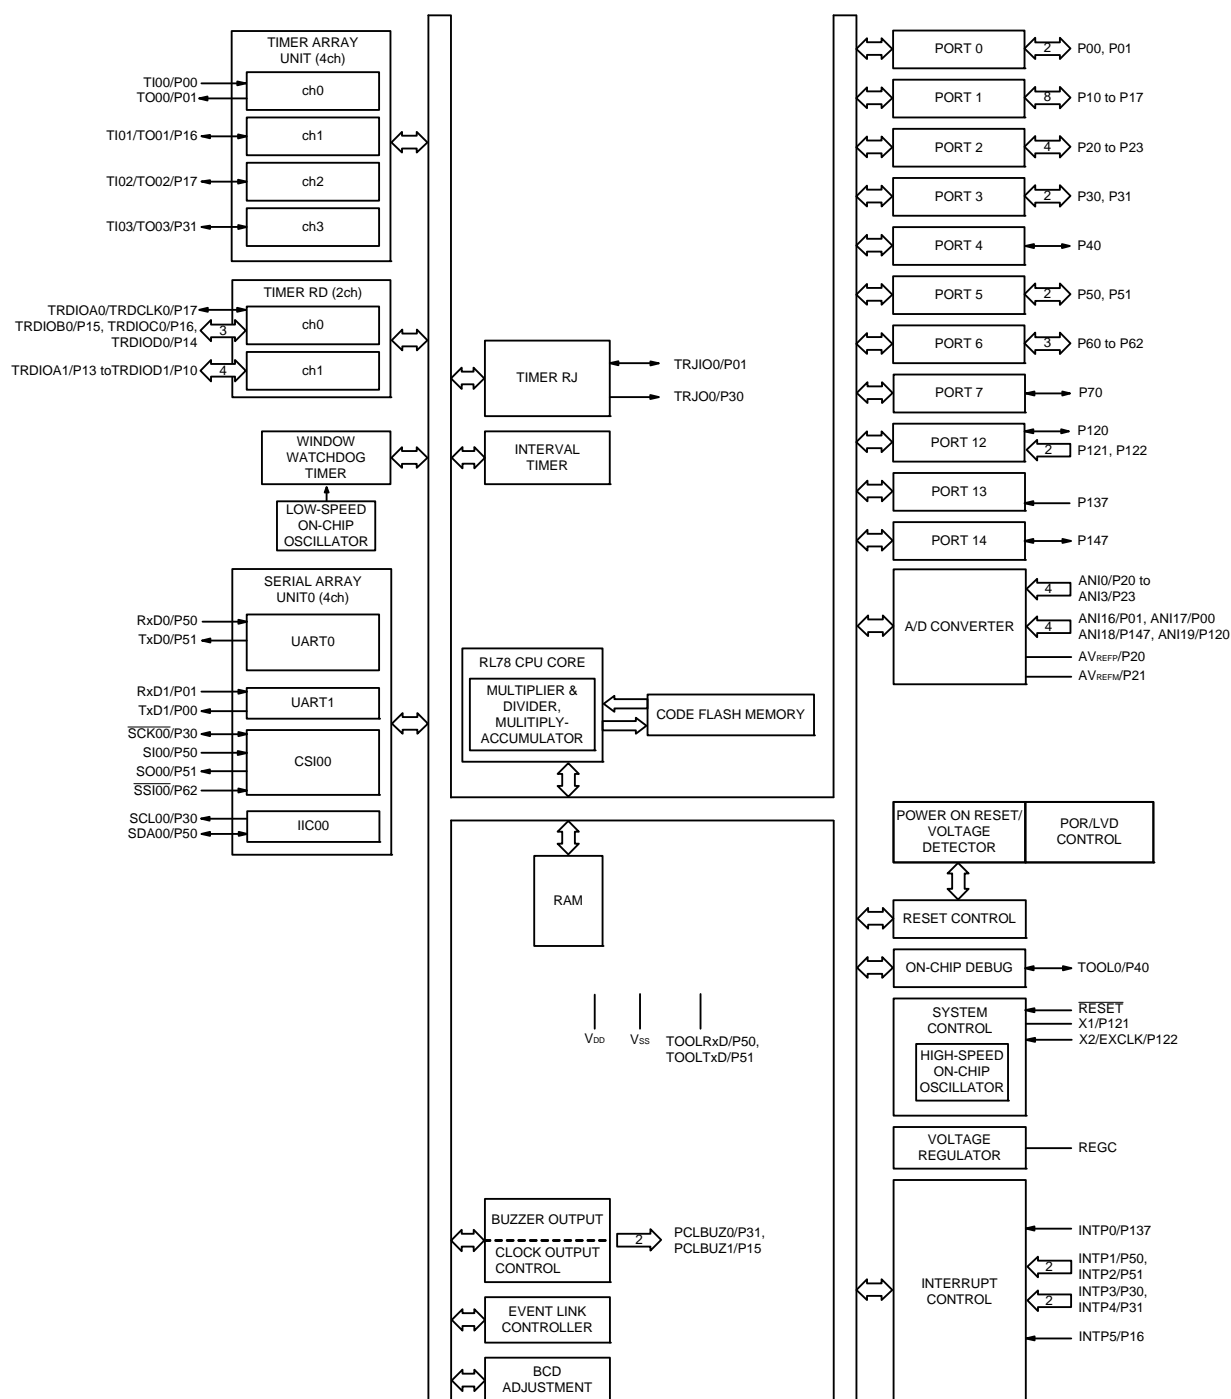 TIMER ARRAY
UNIT (4ch)
TI00/P00
TO00/P01
ch0
TI01/TO01/P16
ch1
TI02/TO02/P17
ch2
TI03/TO03/P31
ch3
TIMER RD (2ch)
TRDIOA0/TRDCLK0/P17
TRDIOB0/P15, TRDIOC0/P16,
TRDIOD0/P14
3
ch0
TRDIOA1/P13 toTRDIOD1/P10
4
ch1
WINDOW
WATCHDOG
TIMER
LOW-SPEED
ON-CHIP
OSCILLATOR
SERIAL ARRAY
UNIT0 (4ch)
RxD0/P50
TxD0/P51
UART0
RxD1/P01
TxD1/P00
UART1
SCK00/P30
SI00/P50
SO00/P51
SSI00/P62
CSI00
SCL00/P30
SDA00/P50
IIC00
TIMER RJ
TRJIO0/P01
TRJO0/P30
INTERVAL
TIMER
RL78 CPU CORE
MULTIPLIER &
DIVIDER,
MULITIPLY-
ACCUMULATOR
CODE FLASH MEMORY
RAM
VDD
VSS
TOOLRxD/P50,
TOOLTxD/P51
BUZZER OUTPUT
CLOCK OUTPUT
CONTROL
2
PCLBUZ0/P31,
PCLBUZ1/P15
EVENT LINK
CONTROLLER
BCD
ADJUSTMENT
PORT 0
2
P00, P01
PORT 1
8
P10 to P17
PORT 2
4
P20 to P23
PORT 3
2
P30, P31
PORT 4
P40
PORT 5
2
P50, P51
PORT 6
3
P60 to P62
PORT 7
P70
PORT 12
P120
2
P121, P122
PORT 13
P137
PORT 14
P147
A/D CONVERTER
4
ANI0/P20 to
ANI3/P23
4
ANI16/P01, ANI17/P00
ANI18/P147, ANI19/P120
AVREFP/P20
AVREFM/P21
POWER ON RESET/
VOLTAGE
DETECTOR
POR/LVD
CONTROL
RESET CONTROL
ON-CHIP DEBUG
TOOL0/P40
SYSTEM
CONTROL
RESET
X1/P121
X2/EXCLK/P122
HIGH-SPEED
ON-CHIP
OSCILLATOR
VOLTAGE
REGULATOR
REGC
INTERRUPT
CONTROL
INTP0/P137
2
INTP1/P50,
INTP2/P51
2
INTP3/P30,
INTP4/P31
INTP5/P16